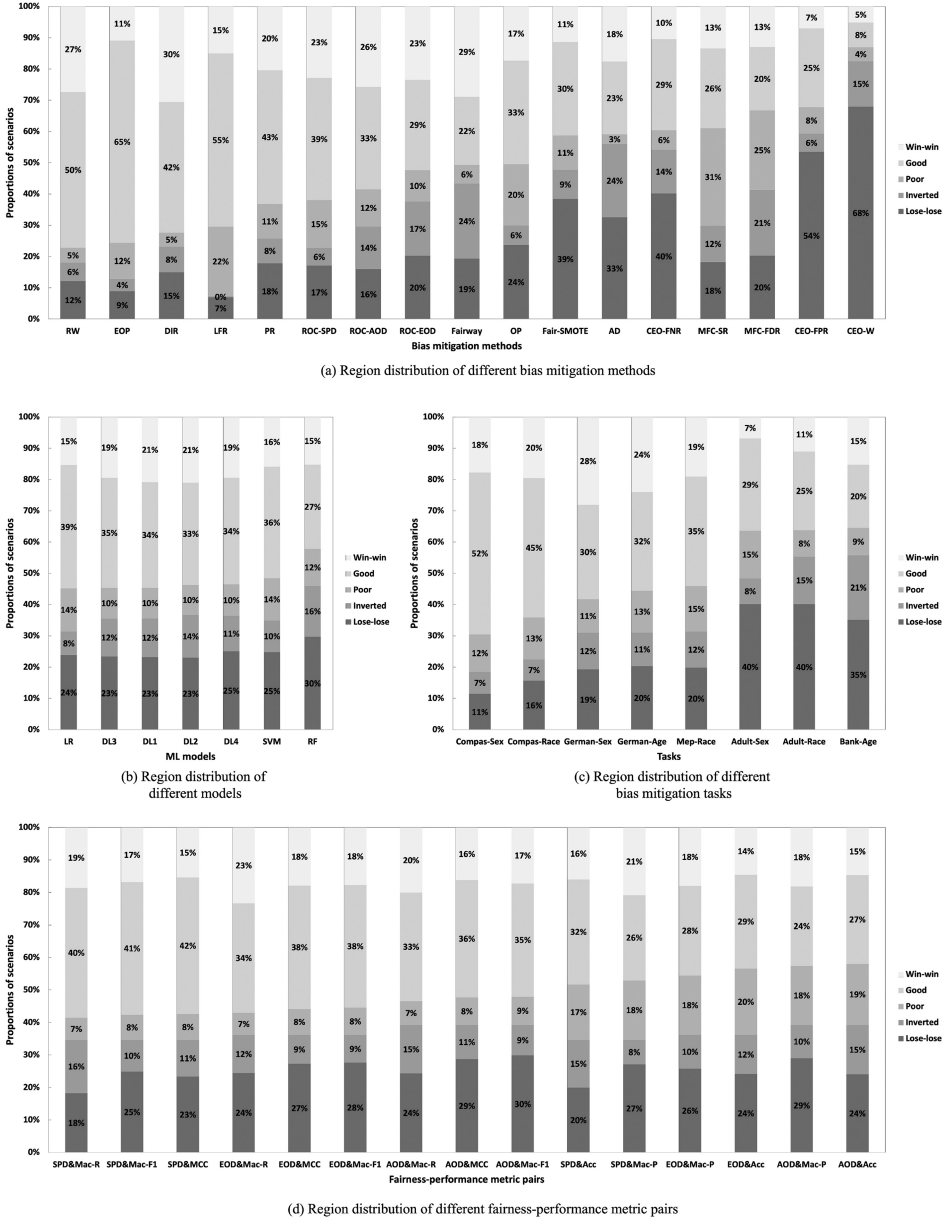 100%
90%
80%
70%
60%
50%
40%
30%
20%
10%
0%
Proportions of scenarios
27% 11% 30% 15% 20% 23% 26% 23% 29% 17% 11% 18% 10% 13% 13% 7% 5%
50% 65% 42% 55% 43% 39% 33% 29% 22% 33% 30% 23% 29% 26% 20% 25% 8%
5% 12% 5% 22% 11% 15% 12% 10% 6% 20% 11% 3% 6% 31% 25% 8% 4%
6% 4% 8% 0% 8% 6% 14% 17% 24% 6% 9% 24% 14% 12% 21% 6% 15%
12% 9% 15% 7% 18% 17% 16% 20% 19% 24% 39% 33% 40% 18% 20% 54% 68%
Win-win
Good
Poor
Inverted
Lose-lose
RW EOP DIR LFR PR ROC-SPD ROC-AOD ROC-EOD Fairway OP Fair-SMOTE AD CEO-FNR MFC-SR MFC-FDR CEO-FPR CEO-W
Bias mitigation methods
(a) Region distribution of different bias mitigation methods
100%
90%
80%
70%
60%
50%
40%
30%
20%
10%
0%
Proportions of scenarios
15% 19% 21% 21% 19% 16% 15%
39% 35% 34% 33% 34% 36% 27%
14% 10% 10% 10% 10% 14% 12%
8% 12% 12% 14% 11% 10% 16%
24% 23% 23% 23% 25% 25% 30%
Win-win
Good
Poor
Inverted
Lose-lose
LR DL3 DL1 DL2 DL4 SVM RF
ML models
(b) Region distribution of
different models
100%
90%
80%
70%
60%
50%
40%
30%
20%
10%
0%
Proportions of scenarios
18% 20% 28% 24% 19% 7% 11% 15%
52% 45% 30% 32% 35% 29% 25% 20%
12% 13% 11% 13% 15% 15% 8% 9%
7% 7% 12% 11% 12% 8% 15% 21%
11% 16% 19% 20% 20% 40% 40% 35%
Win-win
Good
Poor
Inverted
Lose-lose
Compas-Sex Compas-Race German-Sex German-Age Mep-Race Adult-Sex Adult-Race Bank-Age
Tasks
(c) Region distribution of different
bias mitigation tasks
100%
90%
80%
70%
60%
50%
40%
30%
20%
10%
0%
Proportions of scenarios
19% 17% 15% 23% 18% 18% 20% 16% 17% 16% 21% 18% 14% 18% 15%
40% 41% 42% 34% 38% 38% 33% 36% 35% 32% 26% 28% 29% 24% 27%
7% 8% 8% 7% 8% 8% 7% 8% 9% 17% 18% 18% 20% 18% 19%
16% 10% 11% 12% 9% 9% 15% 11% 9% 15% 8% 10% 12% 10% 15%
18% 25% 23% 24% 27% 28% 24% 29% 30% 20% 27% 26% 24% 29% 24%
Win-win
Good
Poor
Inverted
Lose-lose
SPD&Mac-R SPD&Mac-F1 SPD&MCC EOD&Mac-R EOD&MCC EOD&Mac-F1 AOD&Mac-R AOD&MCC AOD&Mac-F1 SPD&Acc SPD&Mac-P EOD&Mac-P EOD&Acc AOD&Mac-P AOD&Acc
Fairness-performance metric pairs
(d) Region distribution of different fairness-performance metric pairs